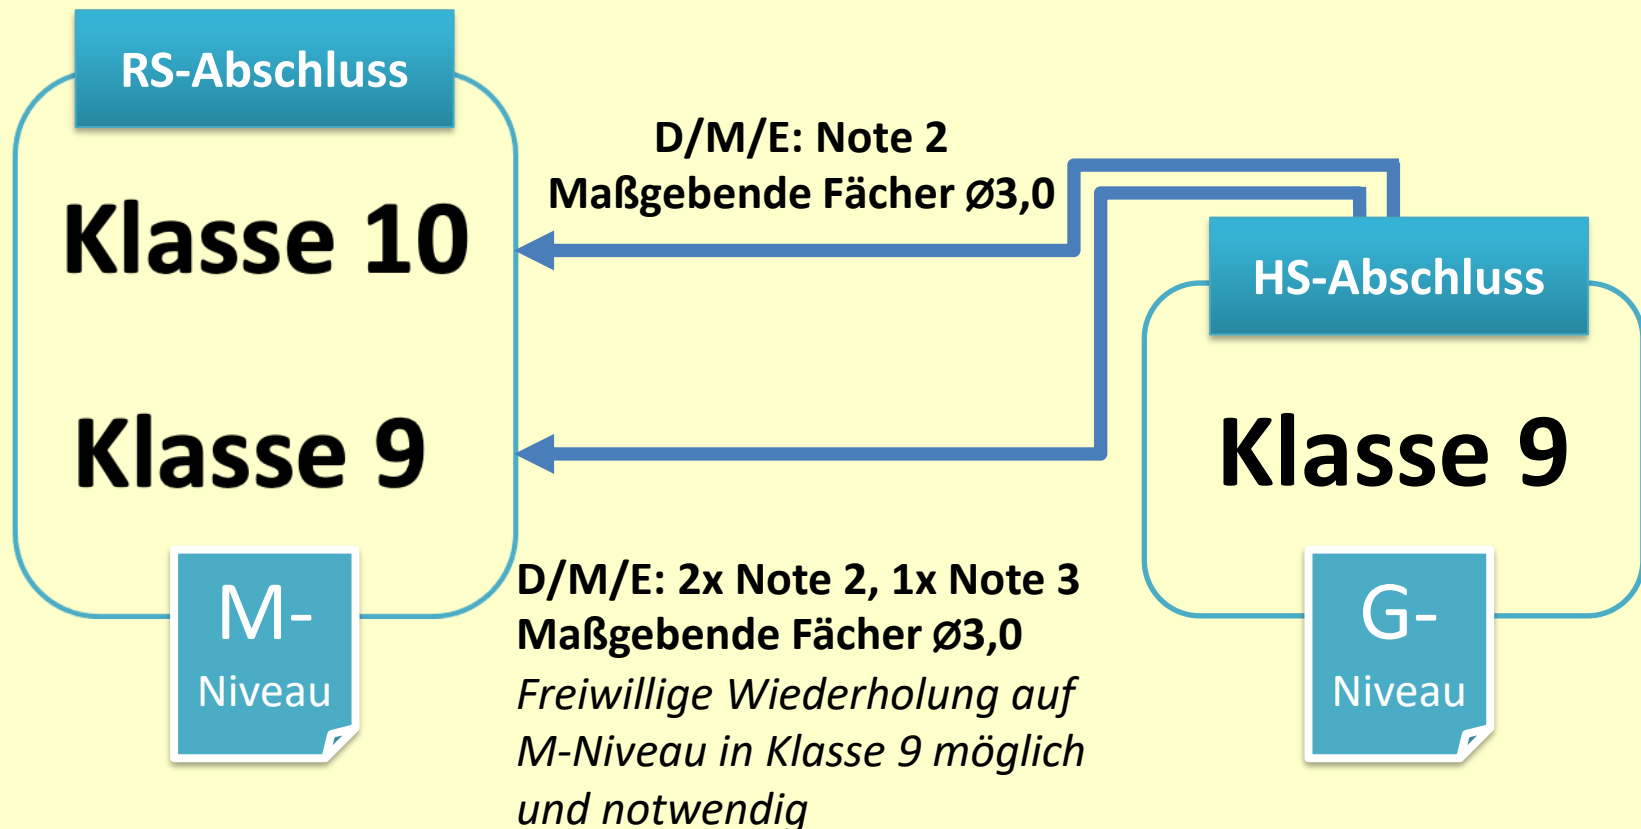 RS-Abschluss
Klasse 10
Klasse 9
M-
Niveau
D/M/E: Note 2
Maßgebende Fächer Ø3,0
D/M/E: 2x Note 2, 1x Note 3
Maßgebende Fächer Ø3,0
Freiwillige Wiederholung auf
M-Niveau in Klasse 9 möglich
und notwendig
HS-Abschluss
Klasse 9
G-
Niveau